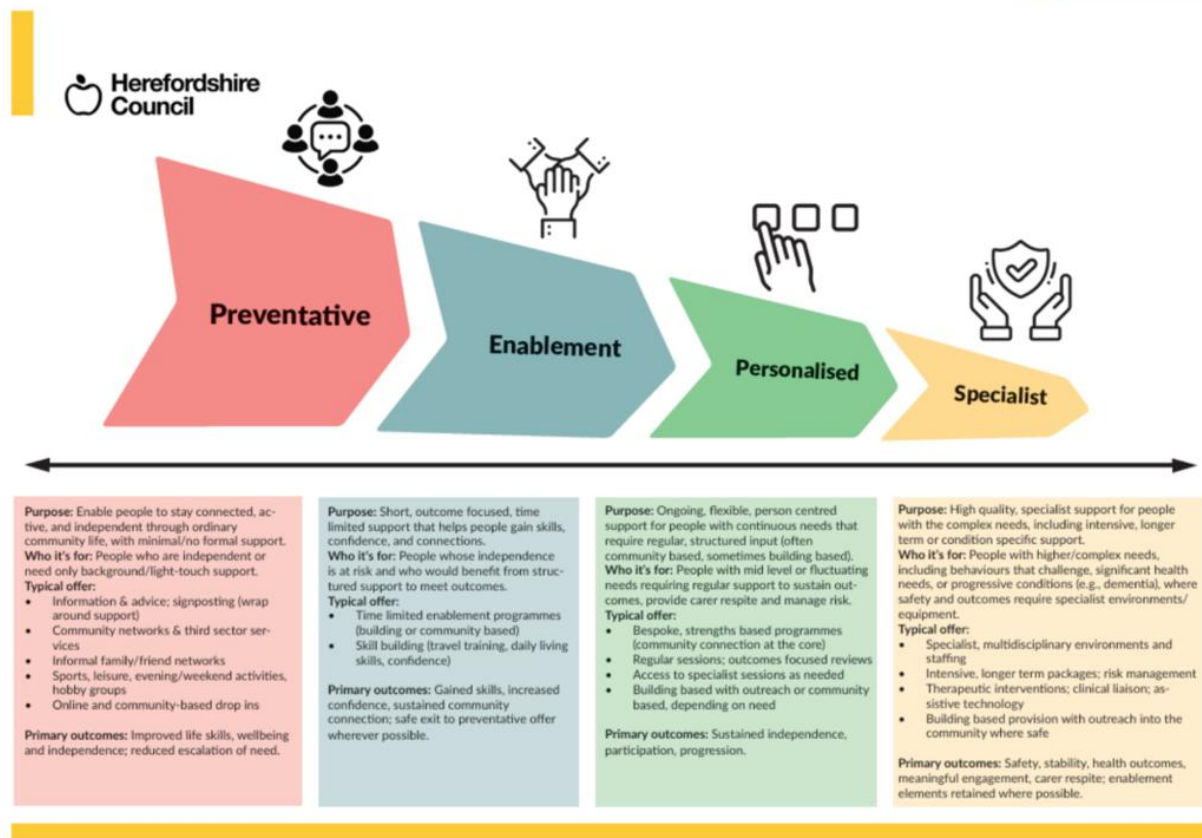 Herefordshire
Council
Preventative
Enablement
Personalised
Specialist
Purpose: Enable people to stay connected, ac-
tive, and independent through ordinary
community life, with minimal/no formal support.
Who it's for: People who are independent or
need only background/light-touch support.
Typical offer:
• Information & advice; signposting (wrap
around support)
• Community networks & third sector ser-
vices
• Informal family/friend networks
• Sports, leisure, evening/weekend activities,
hobby groups
• Online and community-based drop ins
Primary outcomes: Improved life skills, wellbeing
and independence; reduced escalation of need.
Purpose: Short, outcome focused, time
limited support that helps people gain skills,
confidence, and connections.
Who it's for: People whose independence
is at risk and who would benefit from struc-
tured support to meet outcomes.
Typical offer:
• Time limited enablement programmes
(building or community based)
• Skill building (travel training, daily living
skills, confidence)
Primary outcomes: Gained skills, increased
confidence, sustained community
connection; safe exit to preventative offer
wherever possible.
Purpose: Ongoing, flexible, person centred
support for people with continuous needs that
require regular, structured input (often
community based, sometimes building based).
Who it's for: People with mid level or fluctuating
needs requiring regular support to sustain out-
comes, provide carer respite and manage risk.
Typical offer:
• Bespoke, strengths based programmes
(community connection at the core)
• Regular sessions; outcomes focused reviews
• Access to specialist sessions as needed
• Building based with outreach or community
based, depending on need
Primary outcomes: Sustained independence,
participation, progression.
Purpose: High quality, specialist support for people
with the complex needs, including intensive, longer
term or condition specific support.
Who it's for: People with higher/complex needs,
including behaviours that challenge, significant health
needs, or progressive conditions (e.g., dementia), where
safety and outcomes require specialist environments/
equipment.
Typical offer:
• Specialist, multidisciplinary environments and
staffing
• Intensive, longer term packages; risk management
• Therapeutic interventions; clinical liaison; as-
sistive technology
• Building based provision with outreach into the
community where safe
Primary outcomes: Safety, stability, health outcomes,
meaningful engagement, carer respite; enablement
elements retained where possible.